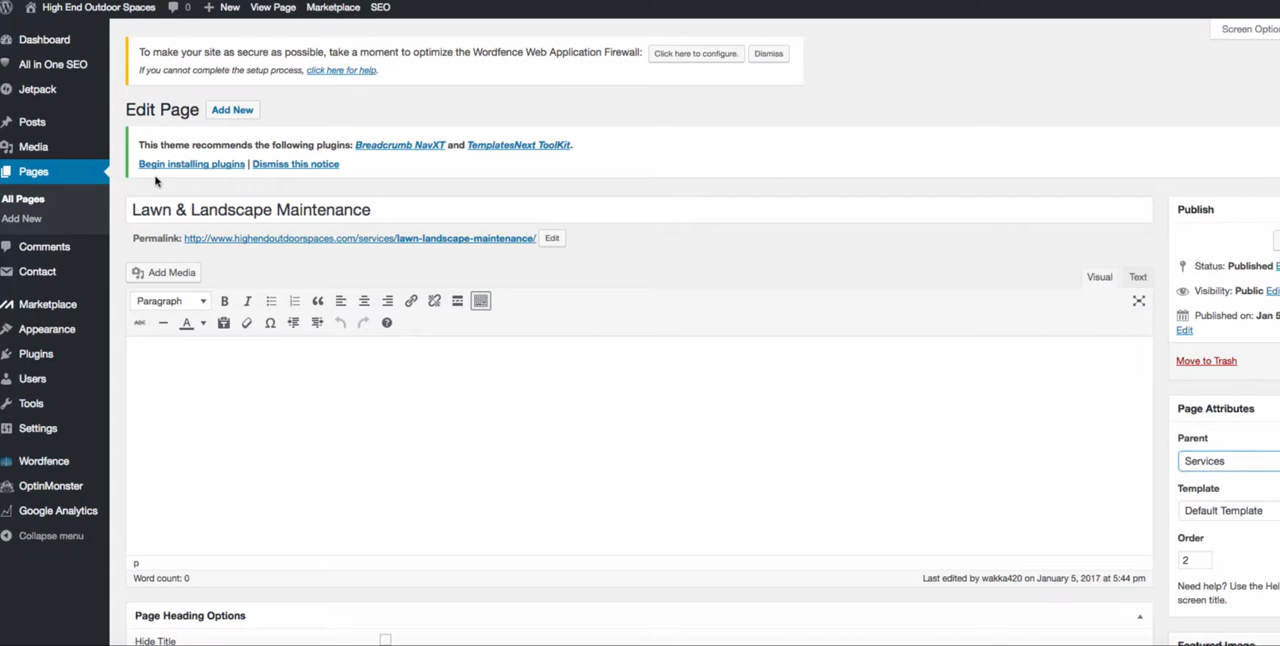 High End Outdoor Spaces 0 + New View Page Marketplace SEO
Screen Optio
Dashboard
All in One SEO
Jetpack
Posts
Media
Pages
All Pages
Add New
Comments
Contact
Marketplace
Appearance
Plugins
Users
Tools
Settings
Wordfence
OptinMonster
Google Analytics
Collapse menu
To make your site as secure as possible, take a moment to optimize the Wordfence Web Application Firewall: Click here to configure. Dismiss
If you cannot complete the setup process, click here for help.
Edit Page Add New
This theme recommends the following plugins: Breadcrumb NavXT and TemplatesNext ToolKit.
Begin installing plugins | Dismiss this notice
Lawn & Landscape Maintenance
Permalink: http://www.highendoutdoorspaces.com/services/lawn-landscape-maintenance/ Edit
Add Media
Visual Text
Paragraph B I
ABC A Ω
p
Word count: 0 Last edited by wakka420 on January 5, 2017 at 5:44 pm
Page Heading Options
Hide Title
Publish
Status: Published E
Visibility: Public Edi
Published on: Jan 5
Edit
Move to Trash
Page Attributes
Parent
Services
Template
Default Template
Order
2
Need help? Use the Hel
screen title.
Featured Image